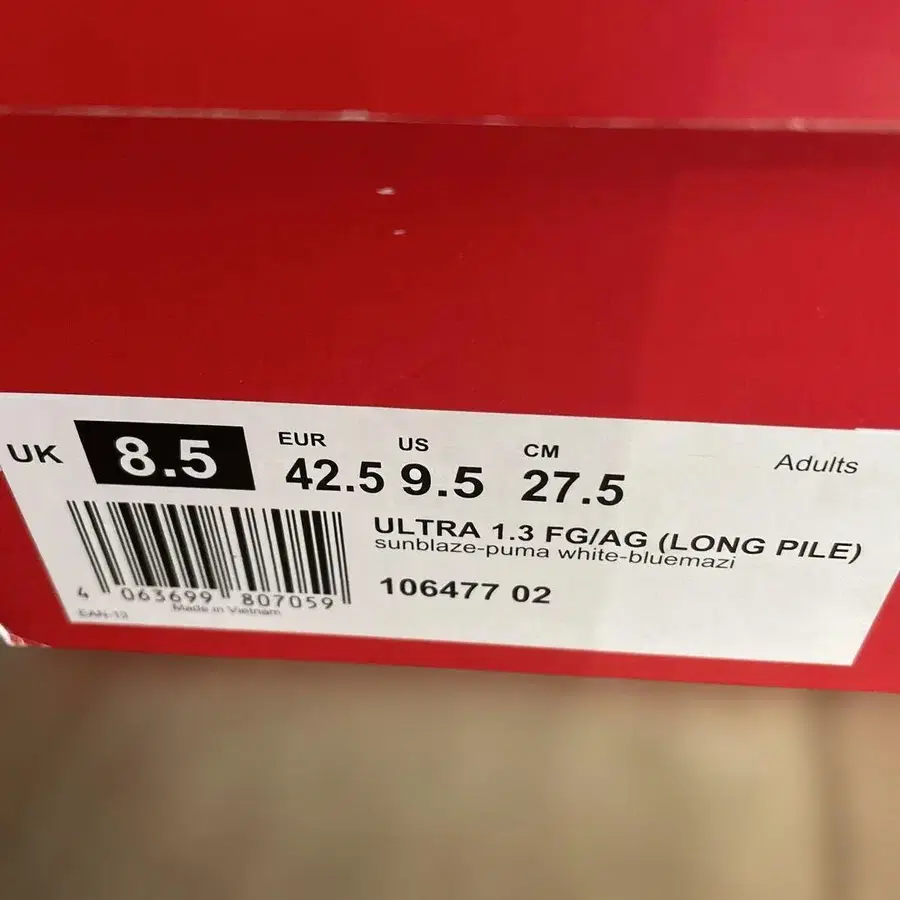 UK 8.5 EUR 42.5 US 9.5 CM 27.5 Adults
ULTRA 1.3 FG/AG (LONG PILE)
sunblaze-puma white-bluemazi
106477 02
4 063699 807059
EAN-13 Made in Vietnam